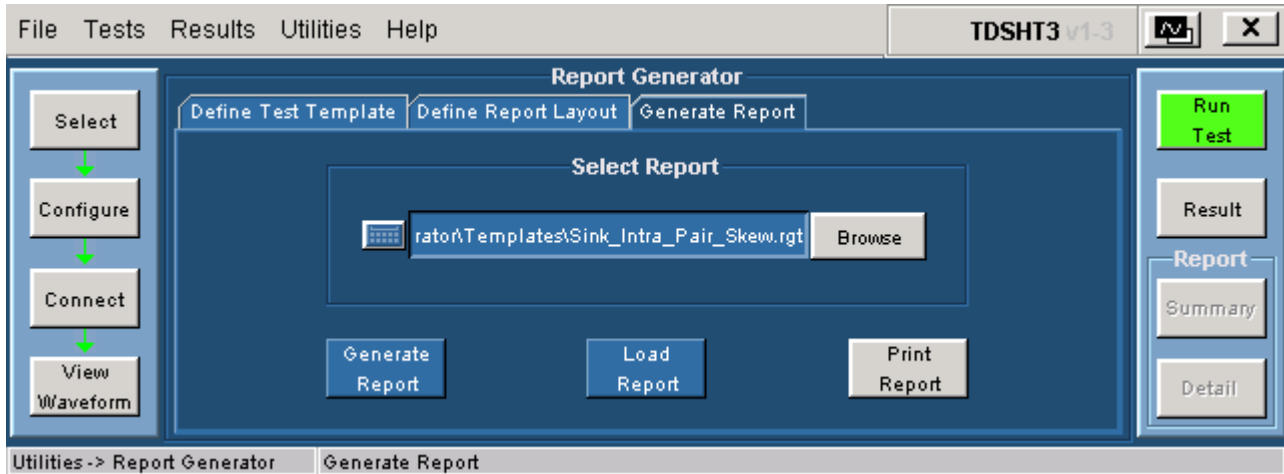 File Tests Results Utilities Help TDSHT3 v1-3 X
Report Generator
Define Test Template Define Report Layout Generate Report
Select
Configure
Connect
View
Waveform
Select Report
rator\Templates\Sink_Intra_Pair_Skew.rgt Browse
Generate
Report
Load
Report
Print
Report
Run
Test
Result
Report
Summary
Detail
Utilities -> Report Generator Generate Report